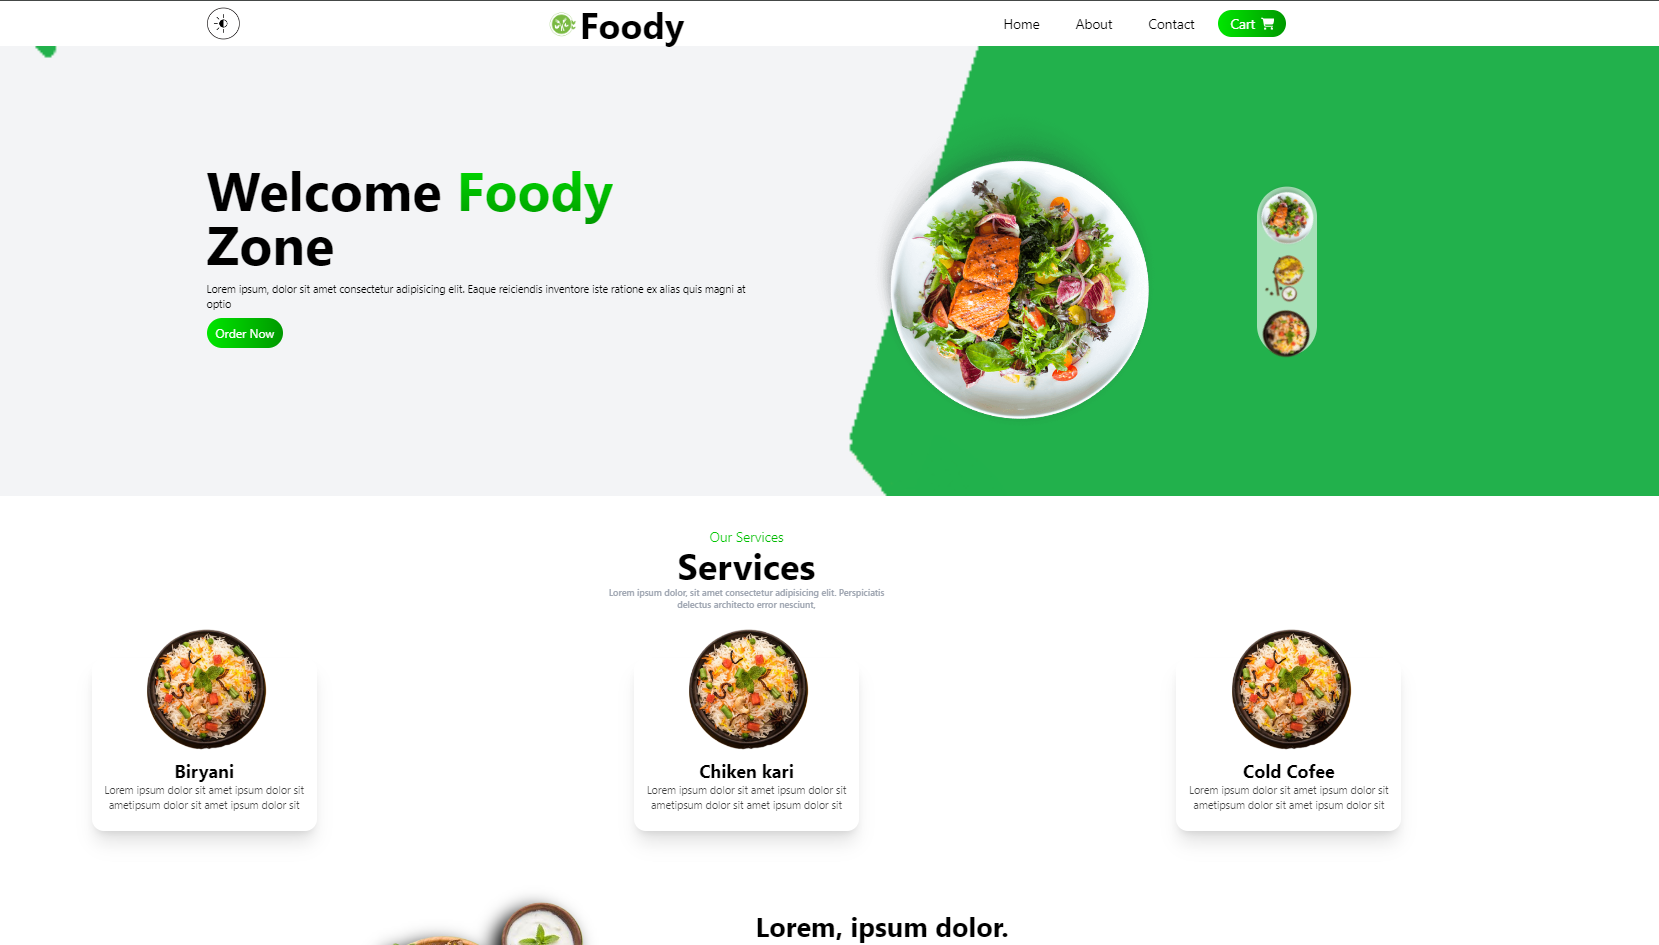 Foody
Home
About
Contact
Cart
Welcome Foody
Zone
Lorem ipsum, dolor sit amet consectetur adipisicing elit. Eaque reiciendis inventore iste ratione ex alias quis magni at
optio
Order Now
Our Services
Services
Lorem ipsum dolor, sit amet consectetur adipisicing elit. Perspiciatis
delectus architecto error nesciunt,
Biryani
Lorem ipsum dolor sit amet ipsum dolor sit
ametipsum dolor sit amet ipsum dolor sit
Chiken kari
Lorem ipsum dolor sit amet ipsum dolor sit
ametipsum dolor sit amet ipsum dolor sit
Cold Cofee
Lorem ipsum dolor sit amet ipsum dolor sit
ametipsum dolor sit amet ipsum dolor sit
Lorem, ipsum dolor.